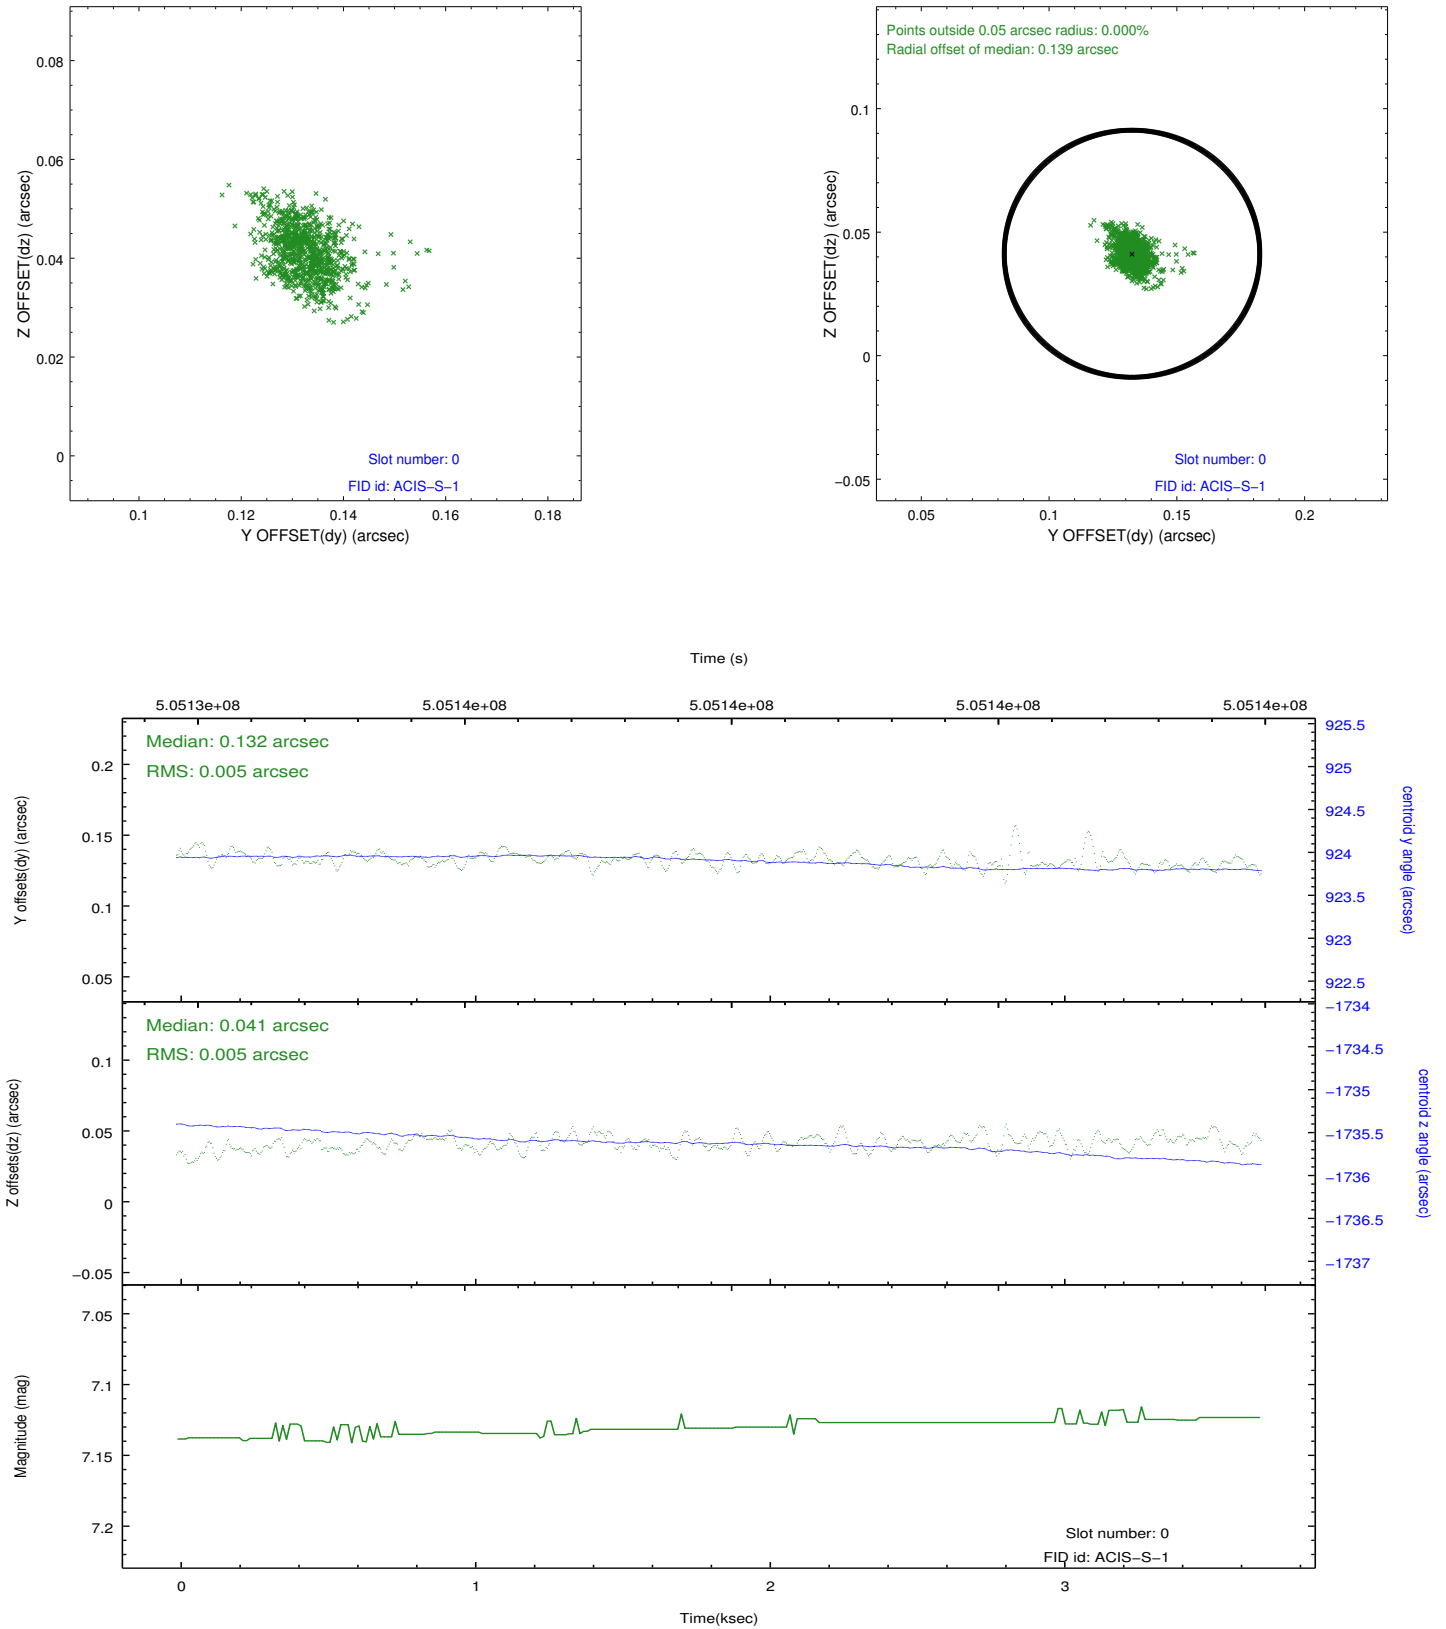 0.08
0.06
0.04
0.02
0
Z OFFSET(dz) (arcsec)
Slot number: 0
FID id: ACIS−S−1
0.1 0.12 0.14 0.16 0.18
Y OFFSET(dy) (arcsec)
Points outside 0.05 arcsec radius: 0.000%
Radial offset of median: 0.139 arcsec
0.1
0.05
0
−0.05
Z OFFSET(dz) (arcsec)
Slot number: 0
FID id: ACIS−S−1
0.05 0.1 0.15 0.2
Y OFFSET(dy) (arcsec)
Time (s)
5.0513e+08 5.0514e+08 5.0514e+08 5.0514e+08 5.0514e+08
Median: 0.132 arcsec
RMS: 0.005 arcsec
0.2
0.15
0.1
0.05
Y offsets(dy) (arcsec)
925.5
925
924.5
924
923.5
923
922.5
centroid y angle (arcsec)
Median: 0.041 arcsec
RMS: 0.005 arcsec
0.1
0.05
0
−0.05
Z offsets(dz) (arcsec)
−1734
−1734.5
−1735
−1735.5
−1736
−1736.5
−1737
centroid z angle (arcsec)
7.05
7.1
7.15
7.2
Magnitude (mag)
Slot number: 0
FID id: ACIS−S−1
0 1 2 3
Time(ksec)